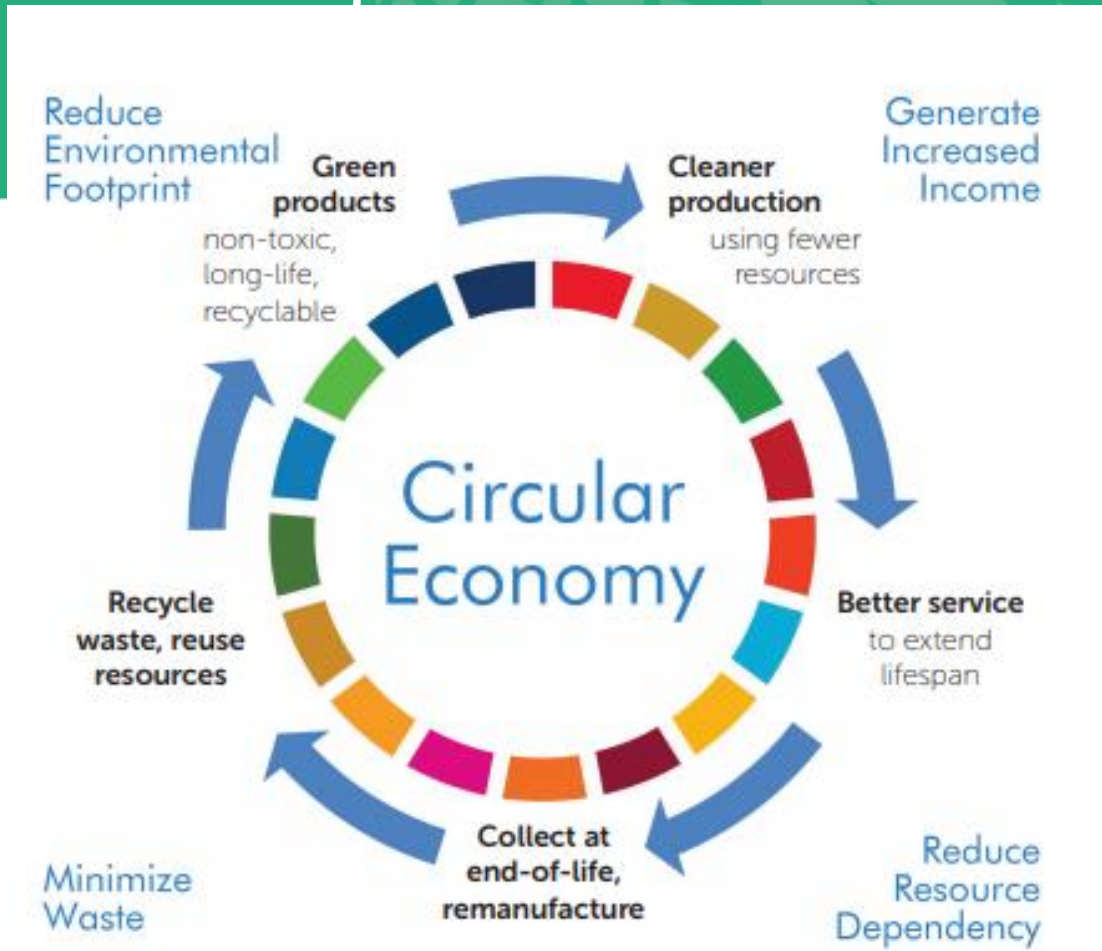 Reduce
Environmental
Footprint
Generate
Increased
Income
Green
products
non-toxic,
long-life,
recyclable
Cleaner
production
using fewer
resources
Circular
Economy
Recycle
waste, reuse
resources
Better service
to extend
lifespan
Collect at
end-of-life,
remanufacture
Minimize
Waste
Reduce
Resource
Dependency